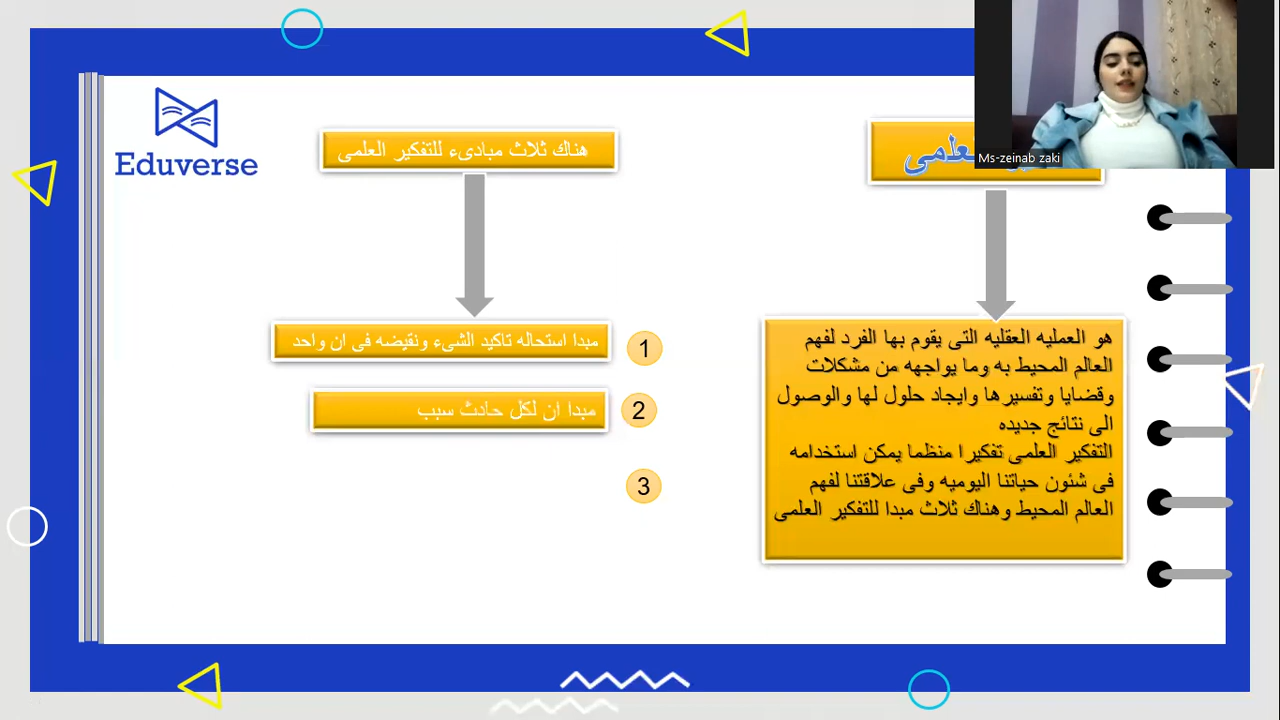 Eduverse
Ms-zeinab zaki
هو العمليه العقليه التى يقوم بها الفرد لفهم
العالم المحيط به وما يواجهه من مشكلات
وقضايا وتفسيرها وايجاد حلول لها والوصول
الى نتائج جديده
التفكير العلمى تفكيرا منظما يمكن استخدامه
فى شئون حياتنا اليوميه وفى علاقتنا لفهم
العالم المحيط وهناك ثلاث مبدا للتفكير العلمى
هناك ثلاث مبادىء للتفكير العلمى
1
مبدا استحاله تاكيد الشىء ونقيضه فى ان واحد
2
مبدا ان لكل حادث سبب
3